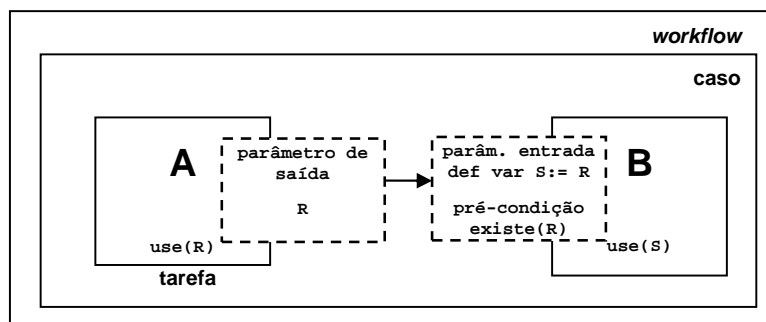 workflow
caso
A
parâmetro de
saída
R
use(R)
tarefa
parâm. entrada
def var S:= R
pré-condição
existe(R)
B
use(S)